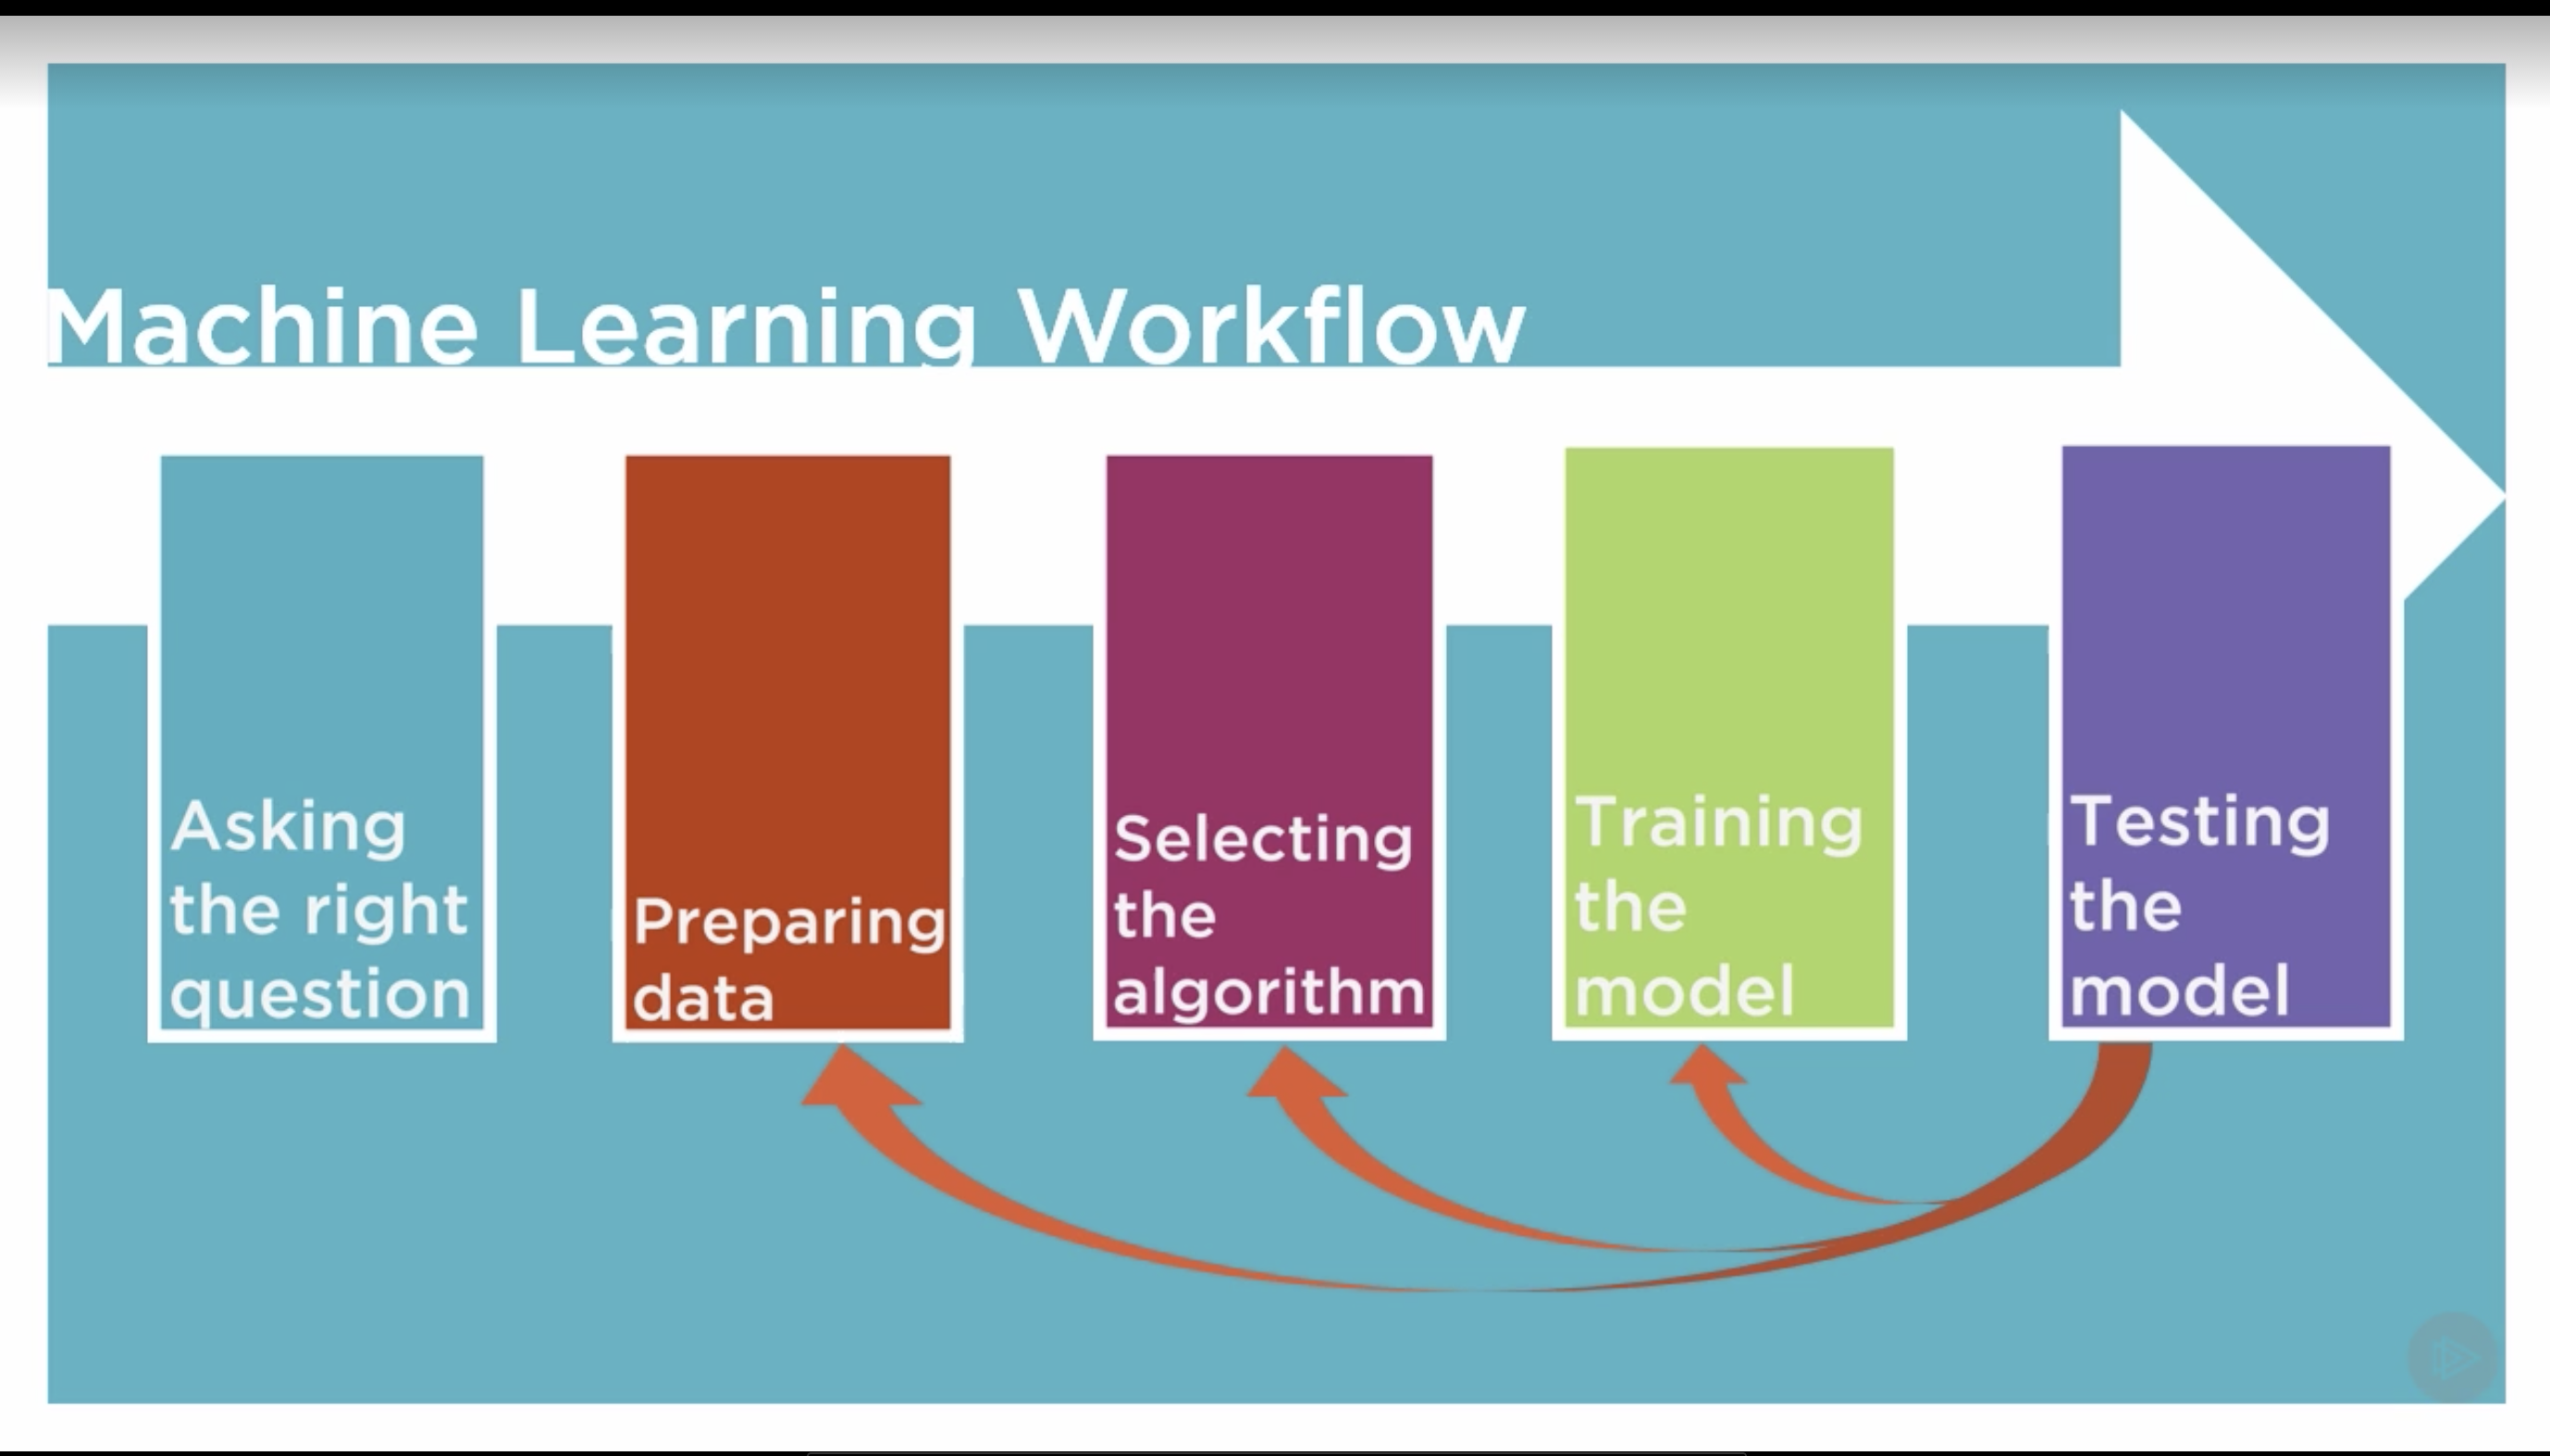 Machine Learning Workflow
Asking
the right
question
Preparing
data
Selecting
the
algorithm
Training
the
model
Testing
the
model